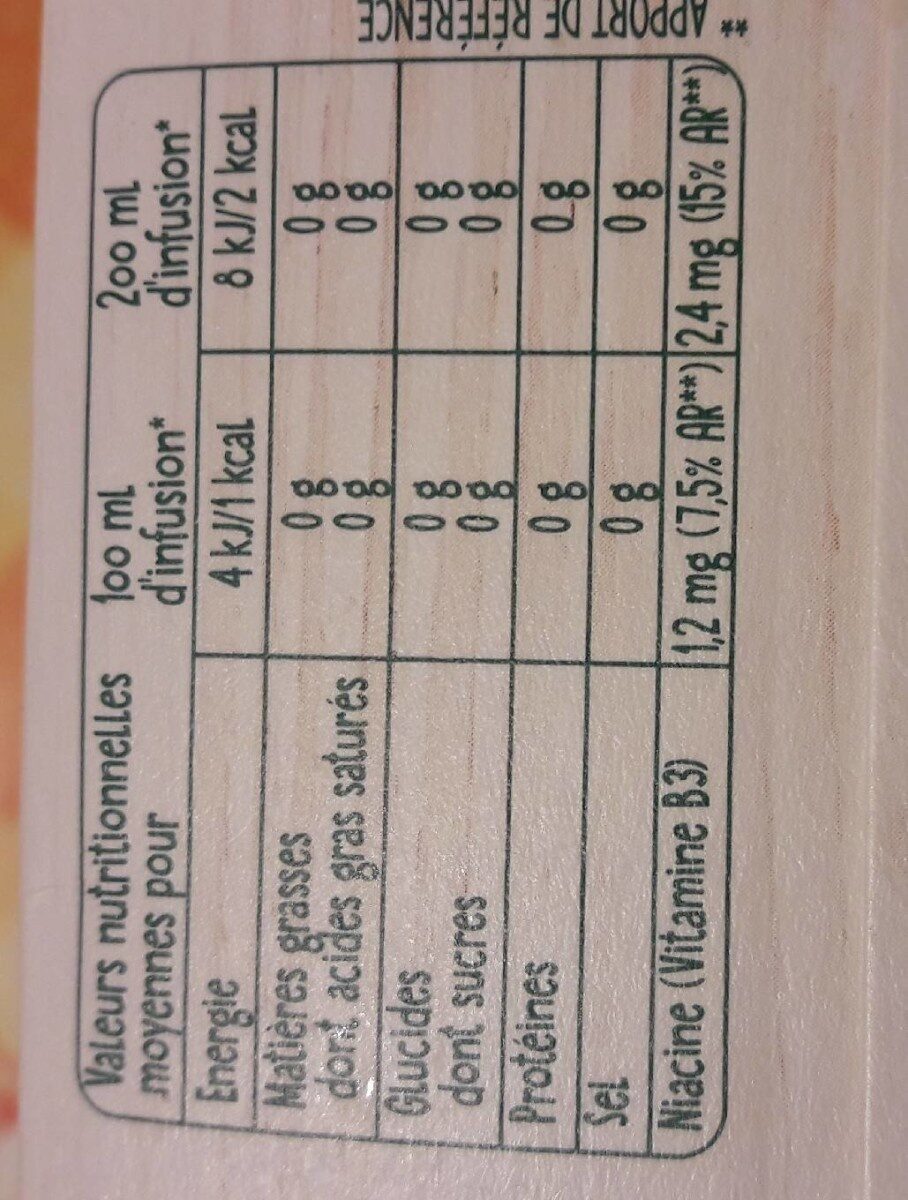 Valeurs nutritionnelles moyennes pour 100 mL d'infusion* 200 mL d'infusion*
Energie 4 kJ/1 kcal 8 kJ/2 kcal
Matières grasses 0 g 0 g
dont acides gras saturés 0 g 0 g
Glucides 0 g 0 g
dont sucres 0 g 0 g
Protéines 0 g 0 g
Sel 0 g 0 g
Niacine (Vitamine B3) 1,2 mg (7,5% AR**) 2,4 mg (15% AR**)
** APPORT DE RÉFÉRENCE